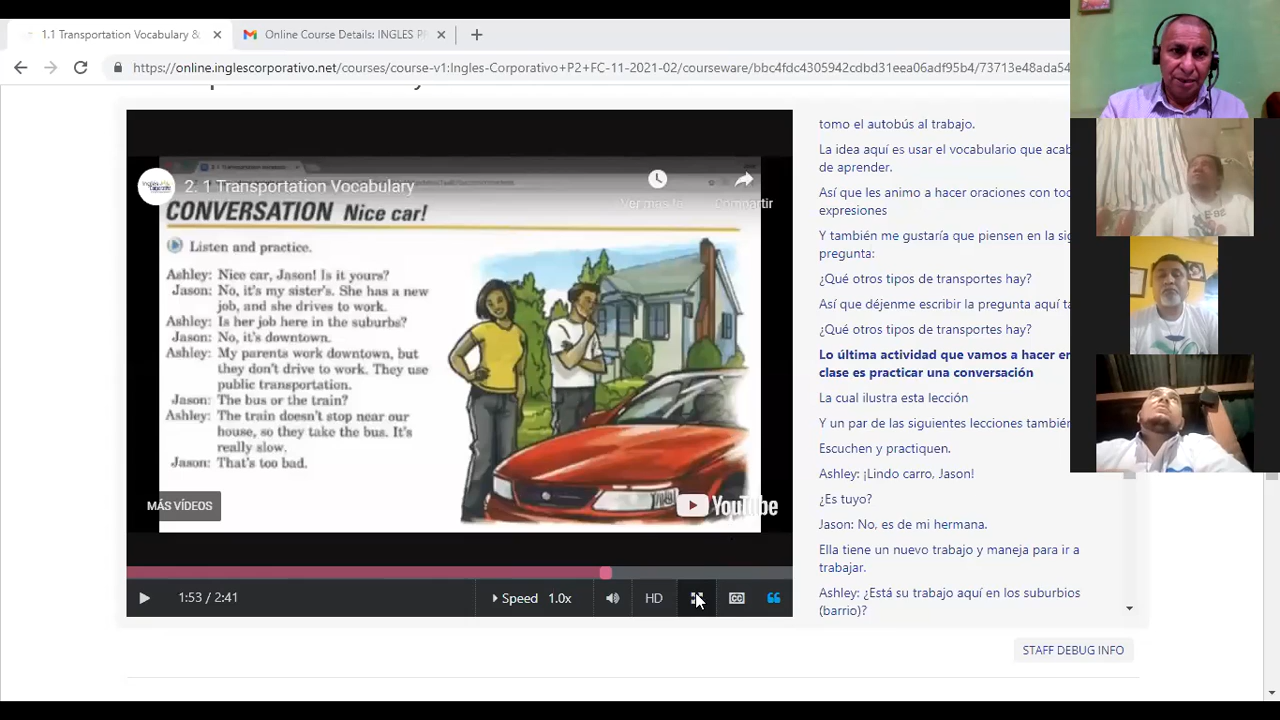 1.1 Transportation Vocabulary &
Online Course Details: INGLES P
https://online.inglescorporativo.net/courses/course-v1:Ingles-Corporativo+P2+FC-11-2021-02/courseware/bbc4fdc4305942cdbd31eea06adf95b4/73713e48ada54
2. 1 Transportation Vocabulary
Ver más ta
Compartir
CONVERSATION Nice car!
Listen and practice.
Ashley: Nice car, Jason! Is it yours?
Jason: No, it's my sister's. She has a new
job, and she drives to work.
Ashley: Is her job here in the suburbs?
Jason: No, it's downtown.
Ashley: My parents work downtown, but
they don't drive to work. They use
public transportation.
Jason: The bus or the train?
Ashley: The train doesn't stop near our
house, so they take the bus. It's
really slow.
Jason: That's too bad.
MÁS VÍDEOS
YouTube
1:53 / 2:41
Speed 1.0x
HD
CC
tomo el autobús al trabajo.
La idea aquí es usar el vocabulario que acab
de aprender.
Así que les animo a hacer oraciones con tod
expresiones
Y también me gustaría que piensen en la sig
pregunta:
¿Qué otros tipos de transportes hay?
Así que déjenme escribir la pregunta aquí ta
¿Qué otros tipos de transportes hay?
Lo última actividad que vamos a hacer en
clase es practicar una conversación
La cual ilustra esta lección
Y un par de las siguientes lecciones también
Escuchen y practiquen.
Ashley: ¡Lindo carro, Jason!
¿Es tuyo?
Jason: No, es de mi hermana.
Ella tiene un nuevo trabajo y maneja para ir a
trabajar.
Ashley: ¿Está su trabajo aquí en los suburbios
(barrio)?
STAFF DEBUG INFO